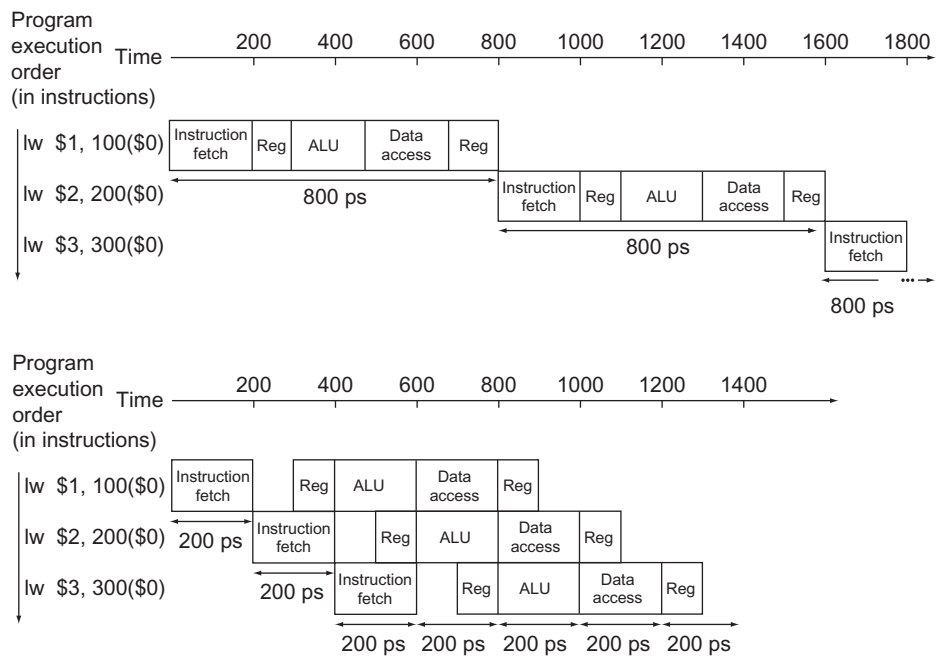 Program
execution
order
(in instructions)
Time
200 400 600 800 1000 1200 1400 1600 1800
lw $1, 100($0)
Instruction fetch
Reg
ALU
Data access
Reg
800 ps
lw $2, 200($0)
Instruction fetch
Reg
ALU
Data access
Reg
800 ps
lw $3, 300($0)
Instruction fetch
...
800 ps
Program
execution
order
(in instructions)
Time
200 400 600 800 1000 1200 1400
lw $1, 100($0)
Instruction fetch
Reg
ALU
Data access
Reg
200 ps
lw $2, 200($0)
Instruction fetch
Reg
ALU
Data access
Reg
200 ps
lw $3, 300($0)
Instruction fetch
Reg
ALU
Data access
Reg
200 ps 200 ps 200 ps 200 ps 200 ps